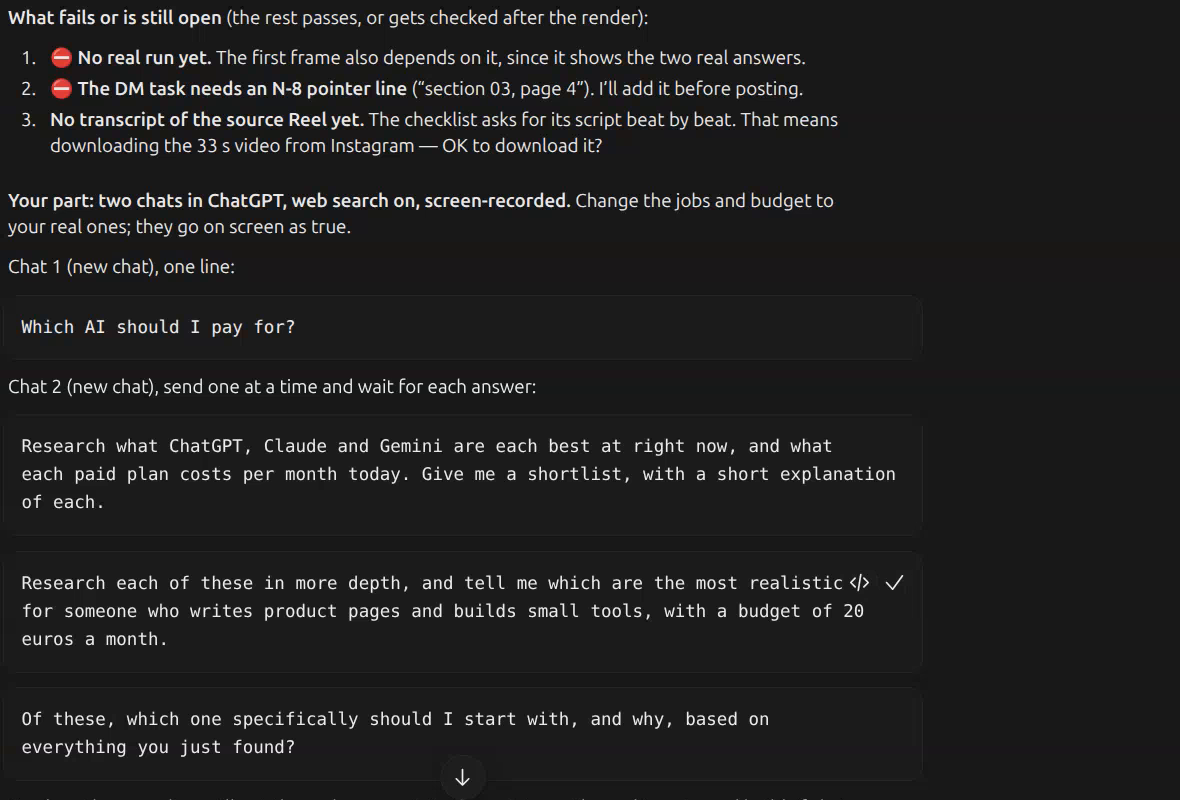 What fails or is still open (the rest passes, or gets checked after the render):
1. ⛔ No real run yet. The first frame also depends on it, since it shows the two real answers.
2. ⛔ The DM task needs an N-8 pointer line (“section 03, page 4”). I’ll add it before posting.
3. No transcript of the source Reel yet. The checklist asks for its script beat by beat. That means
downloading the 33 s video from Instagram — OK to download it?
Your part: two chats in ChatGPT, web search on, screen-recorded. Change the jobs and budget to
your real ones; they go on screen as true.
Chat 1 (new chat), one line:
Which AI should I pay for?
Chat 2 (new chat), send one at a time and wait for each answer:
Research what ChatGPT, Claude and Gemini are each best at right now, and what
each paid plan costs per month today. Give me a shortlist, with a short explanation
of each.
Research each of these in more depth, and tell me which are the most realistic
for someone who writes product pages and builds small tools, with a budget of 20
euros a month.
Of these, which one specifically should I start with, and why, based on
everything you just found?